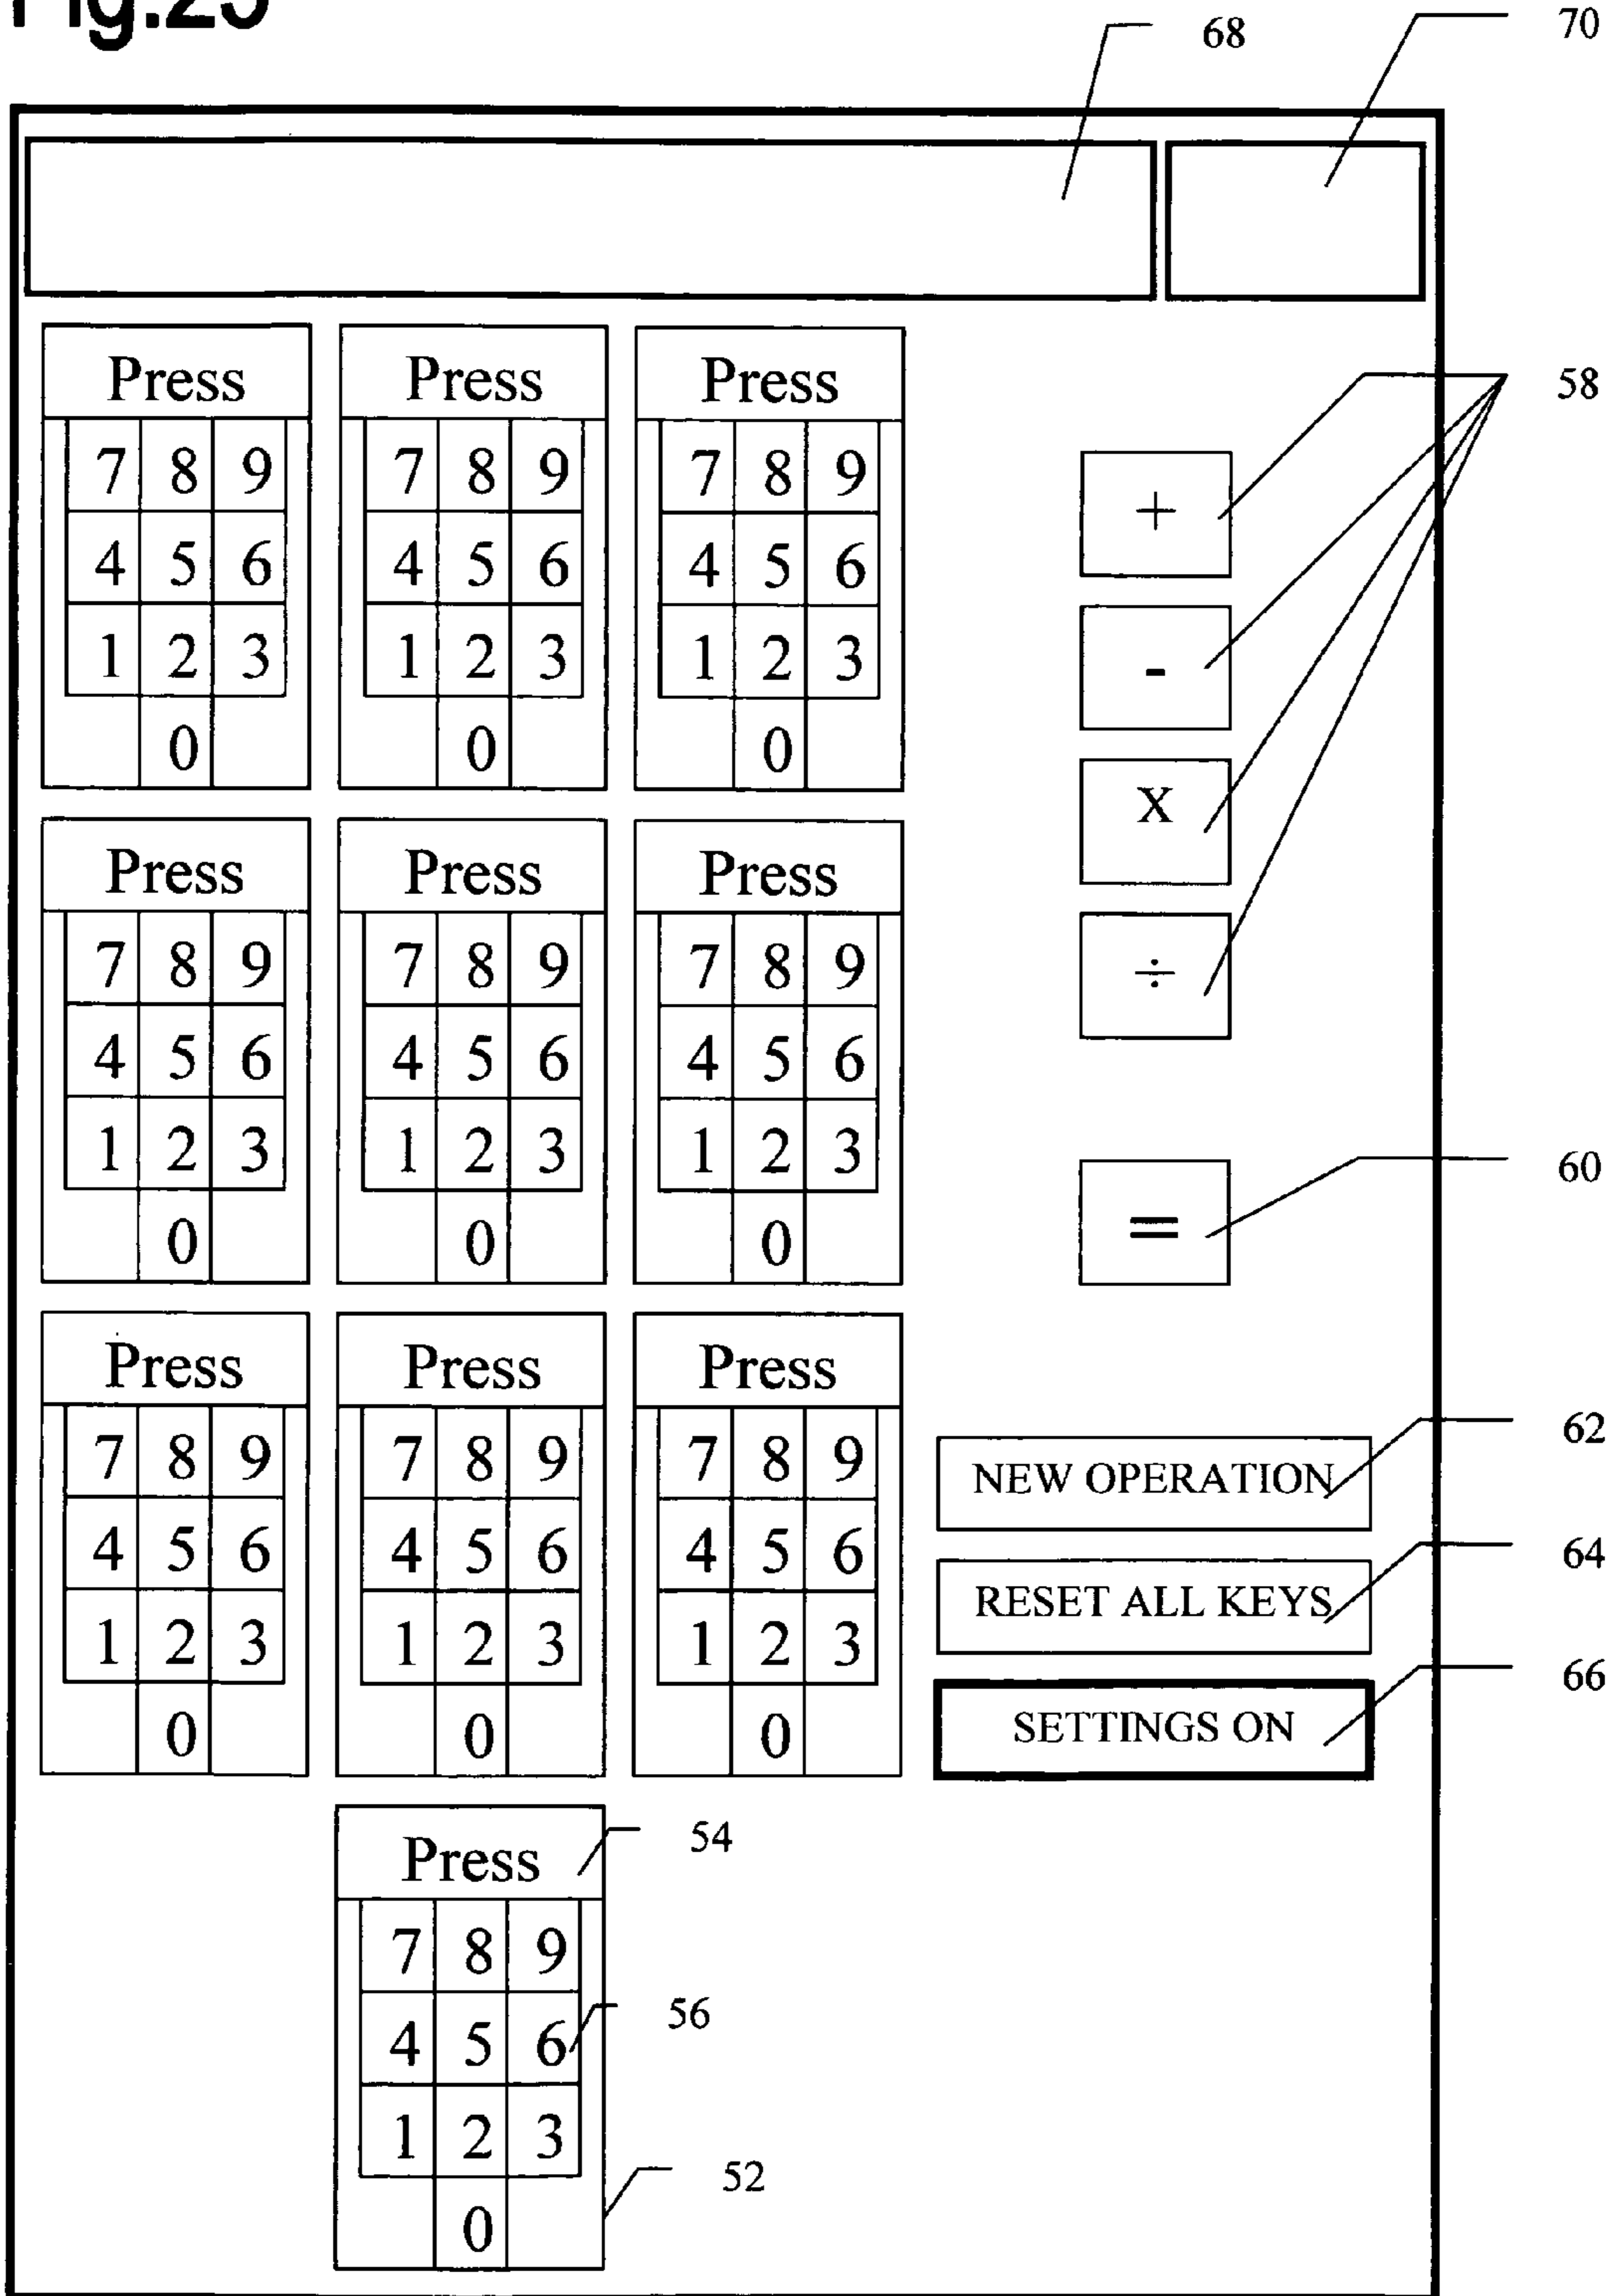 Fig.23
68 70
Press Press Press
7 8 9 7 8 9 7 8 9
4 5 6 4 5 6 4 5 6
1 2 3 1 2 3 1 2 3
0 0 0
58
+
-
X
÷
Press Press Press
7 8 9 7 8 9 7 8 9
4 5 6 4 5 6 4 5 6
1 2 3 1 2 3 1 2 3
0 0 0
=
60
Press Press Press
7 8 9 7 8 9 7 8 9
4 5 6 4 5 6 4 5 6
1 2 3 1 2 3 1 2 3
0 0 0
NEW OPERATION 62
RESET ALL KEYS 64
SETTINGS ON 66
Press 54
7 8 9
4 5 6 56
1 2 3
0 52